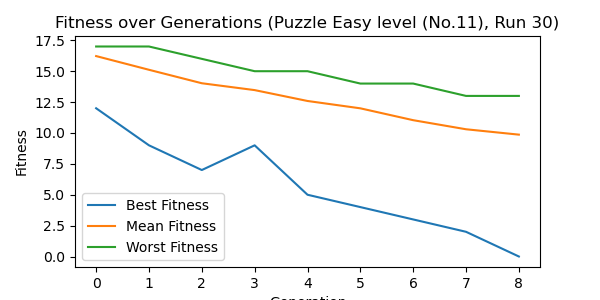 Fitness over Generations (Puzzle Easy level (No.11), Run 30)
17.5
15.0
12.5
10.0
7.5
5.0
2.5
0.0
Fitness
Best Fitness
Mean Fitness
Worst Fitness
0 1 2 3 4 5 6 7 8
Generation